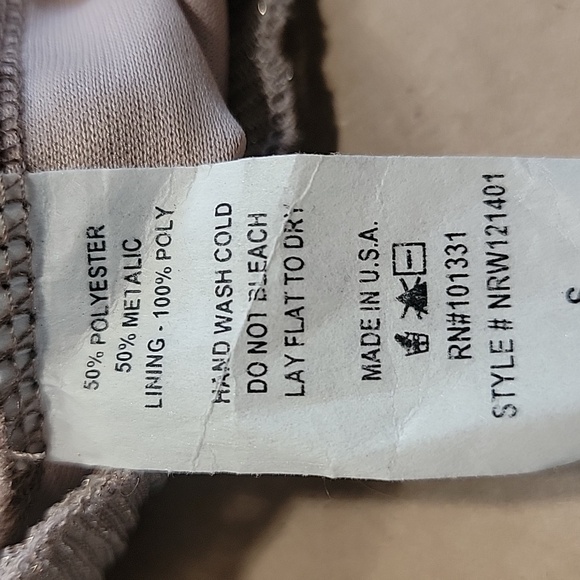 50% POLYESTER
50% METALIC
LINING - 100% POLY
HAND WASH COLD
DO NOT BLEACH
LAY FLAT TO DRY
MADE IN U.S.A.
RN#101331
STYLE # NRW121401
S